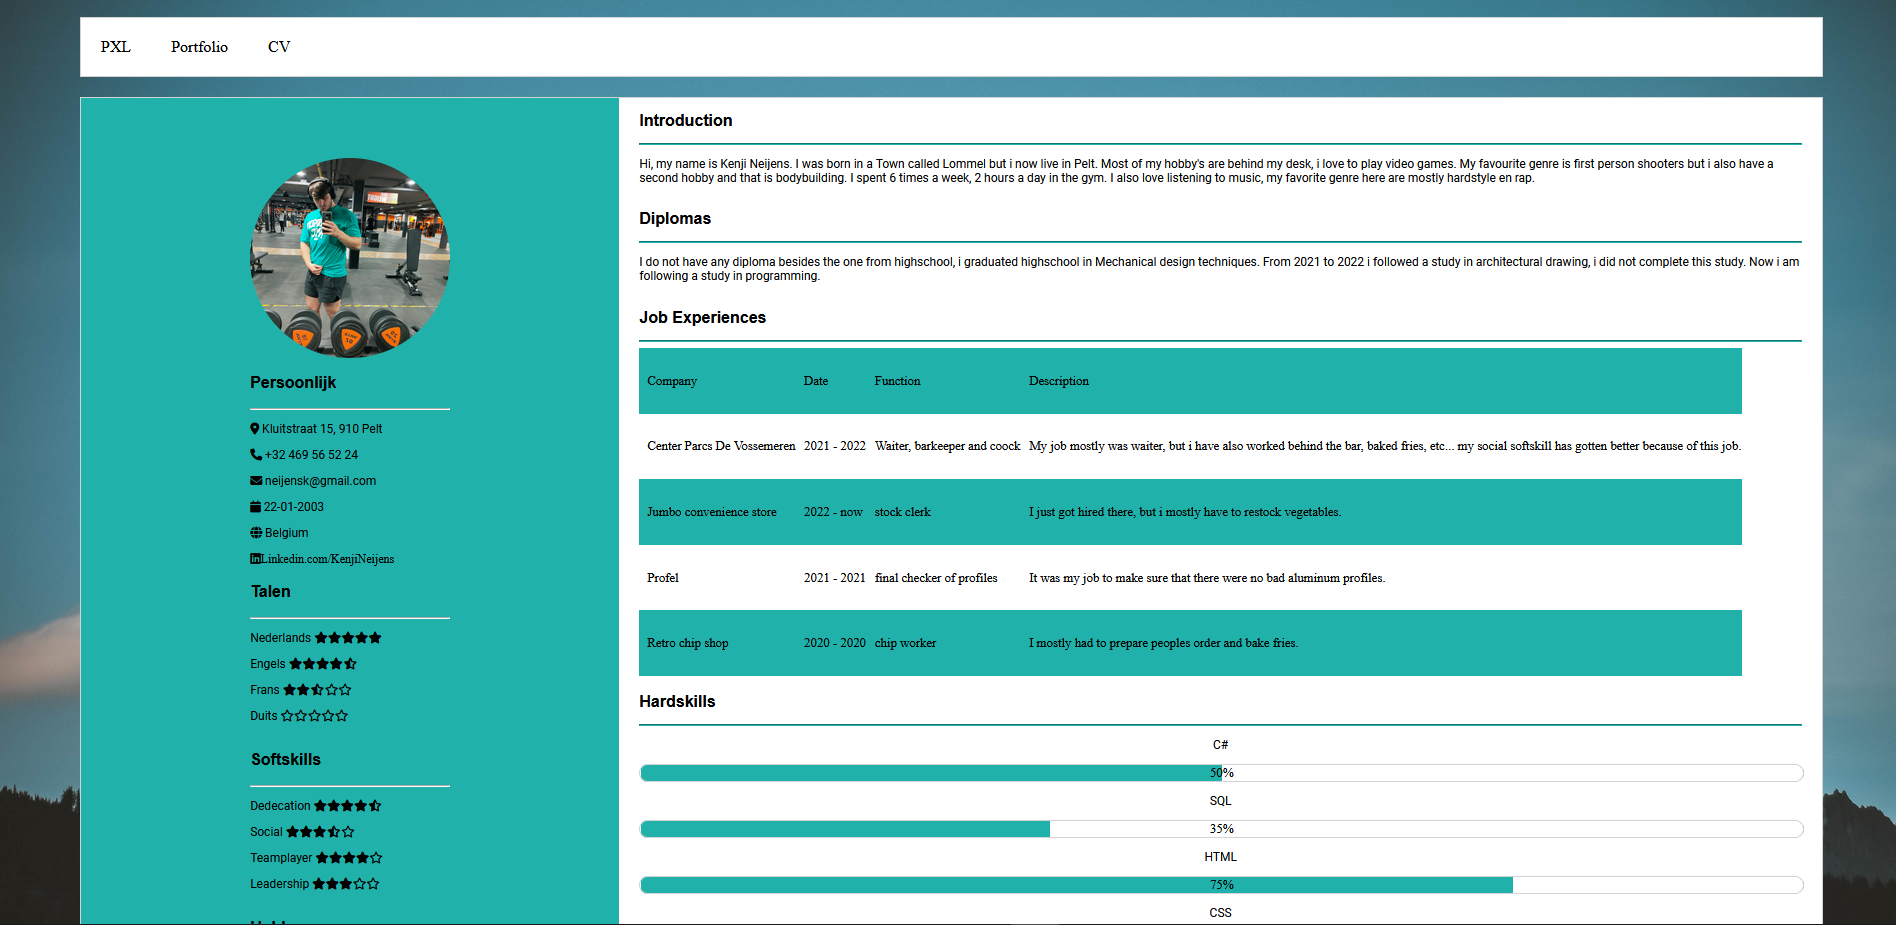 PXL Portfolio CV
Persoonlijk
Kluitstraat 15, 910 Pelt
+32 469 56 52 24
neijensk@gmail.com
22-01-2003
Belgium
Linkedin.com/KenjiNeijens
Talen
Nederlands
Engels
Frans
Duits
Softskills
Dedecation
Social
Teamplayer
Leadership
Introduction
Hi, my name is Kenji Neijens. I was born in a Town called Lommel but i now live in Pelt. Most of my hobby's are behind my desk, i love to play video games. My favourite genre is first person shooters but i also have a
second hobby and that is bodybuilding. I spent 6 times a week, 2 hours a day in the gym. I also love listening to music, my favorite genre here are mostly hardstyle en rap.
Diplomas
I do not have any diploma besides the one from highschool, i graduated highschool in Mechanical design techniques. From 2021 to 2022 i followed a study in architectural drawing, i did not complete this study. Now i am
following a study in programming.
Job Experiences
Company Date Function Description
Center Parcs De Vossemeren 2021 - 2022 Waiter, barkeeper and coock My job mostly was waiter, but i have also worked behind the bar, baked fries, etc... my social softskill has gotten better because of this job.
Jumbo convenience store 2022 - now stock clerk I just got hired there, but i mostly have to restock vegetables.
Profel 2021 - 2021 final checker of profiles It was my job to make sure that there were no bad aluminum profiles.
Retro chip shop 2020 - 2020 chip worker I mostly had to prepare peoples order and bake fries.
Hardskills
C#
50%
SQL
35%
HTML
75%
CSS